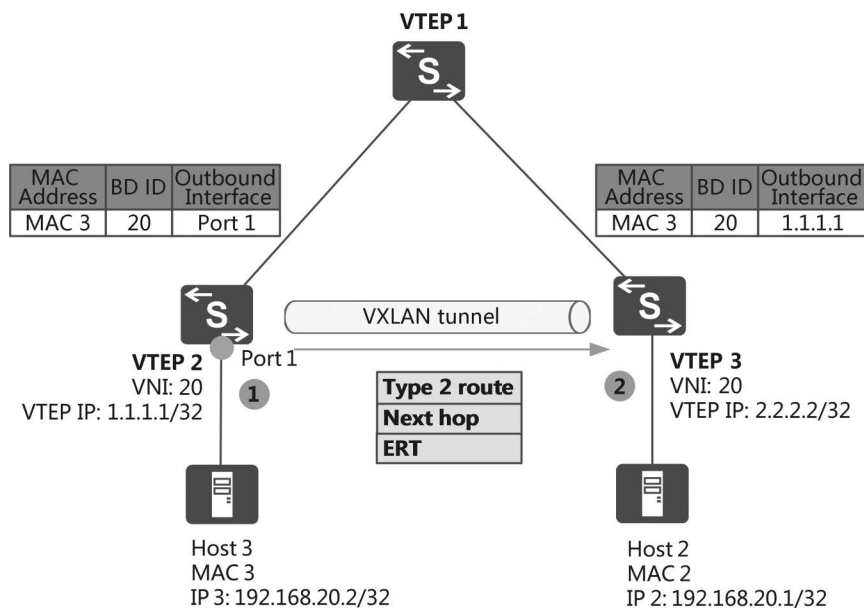 VTEP 1
S
MAC Address BD ID Outbound Interface
MAC 3 20 Port 1
MAC Address BD ID Outbound Interface
MAC 3 20 1.1.1.1
S
VXLAN tunnel
S
Port 1
VTEP 2
VNI: 20
VTEP IP: 1.1.1.1/32
1
Type 2 route
Next hop
ERT
2
VTEP 3
VNI: 20
VTEP IP: 2.2.2.2/32
Host 3
MAC 3
IP 3: 192.168.20.2/32
Host 2
MAC 2
IP 2: 192.168.20.1/32